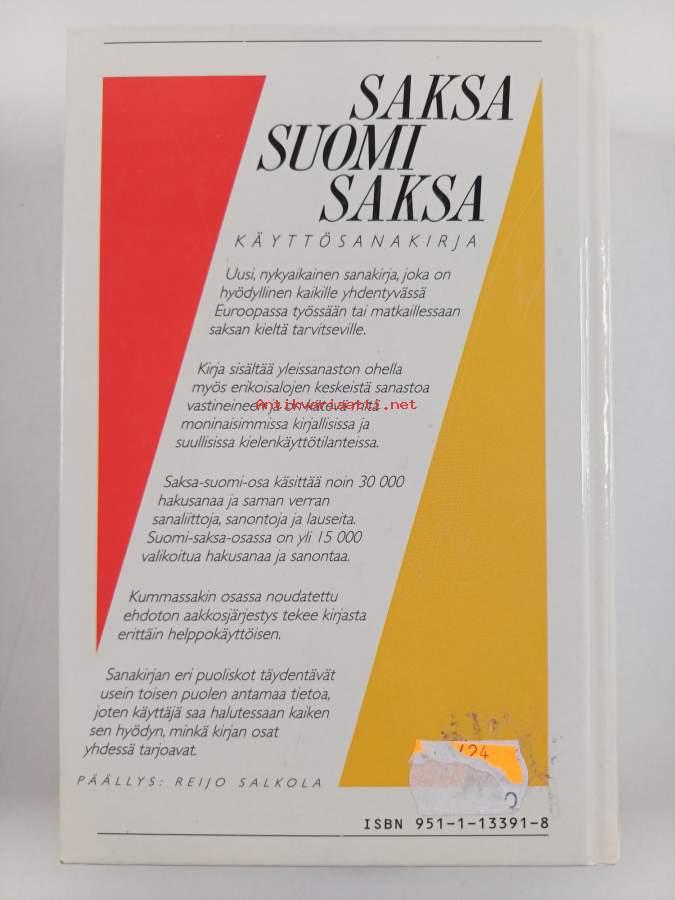 SAKSA
SUOMI
SAKSA
KÄYTTÖSANAKIRJA
Uusi, nykyaikainen sanakirja, joka on
hyödyllinen kaikille yhdentyvässä
Euroopassa työssään tai matkaillessaan
saksan kieltä tarvitseville.
Kirja sisältää yleissanaston ohella
myös erikoisalojen keskeistä sanastoa
vastineineen ja on kätevä
Antikvariaatti.net
moninaisimmissa kirjallisissa ja
suullisissa kielenkäyttötilanteissa.
Saksa-suomi-osa käsittää noin 30 000
hakusanaa ja saman verran
sanaliittoja, sanontoja ja lauseita.
Suomi-saksa-osassa on yli 15 000
valikoitua hakusanaa ja sanontaa.
Kummassakin osassa noudatettu
ehdoton aakkosjärjestys tekee kirjasta
erittäin helppokäyttöisen.
Sanakirjan eri puoliskot täydentävät
usein toisen puolen antamaa tietoa,
joten käyttäjä saa halutessaan kaiken
sen hyödyn, minkä kirjan osat
yhdessä tarjoavat.
PÄÄLLYS: REIJO SALKOLA
ISBN 951-1-13391-8